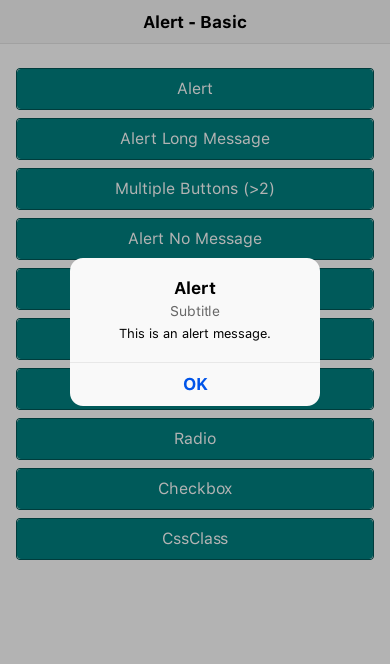 Alert - Basic
Alert
Alert Long Message
Multiple Buttons (>2)
Alert No Message
Alert
Subtitle
This is an alert message.
OK
Radio
Checkbox
CssClass